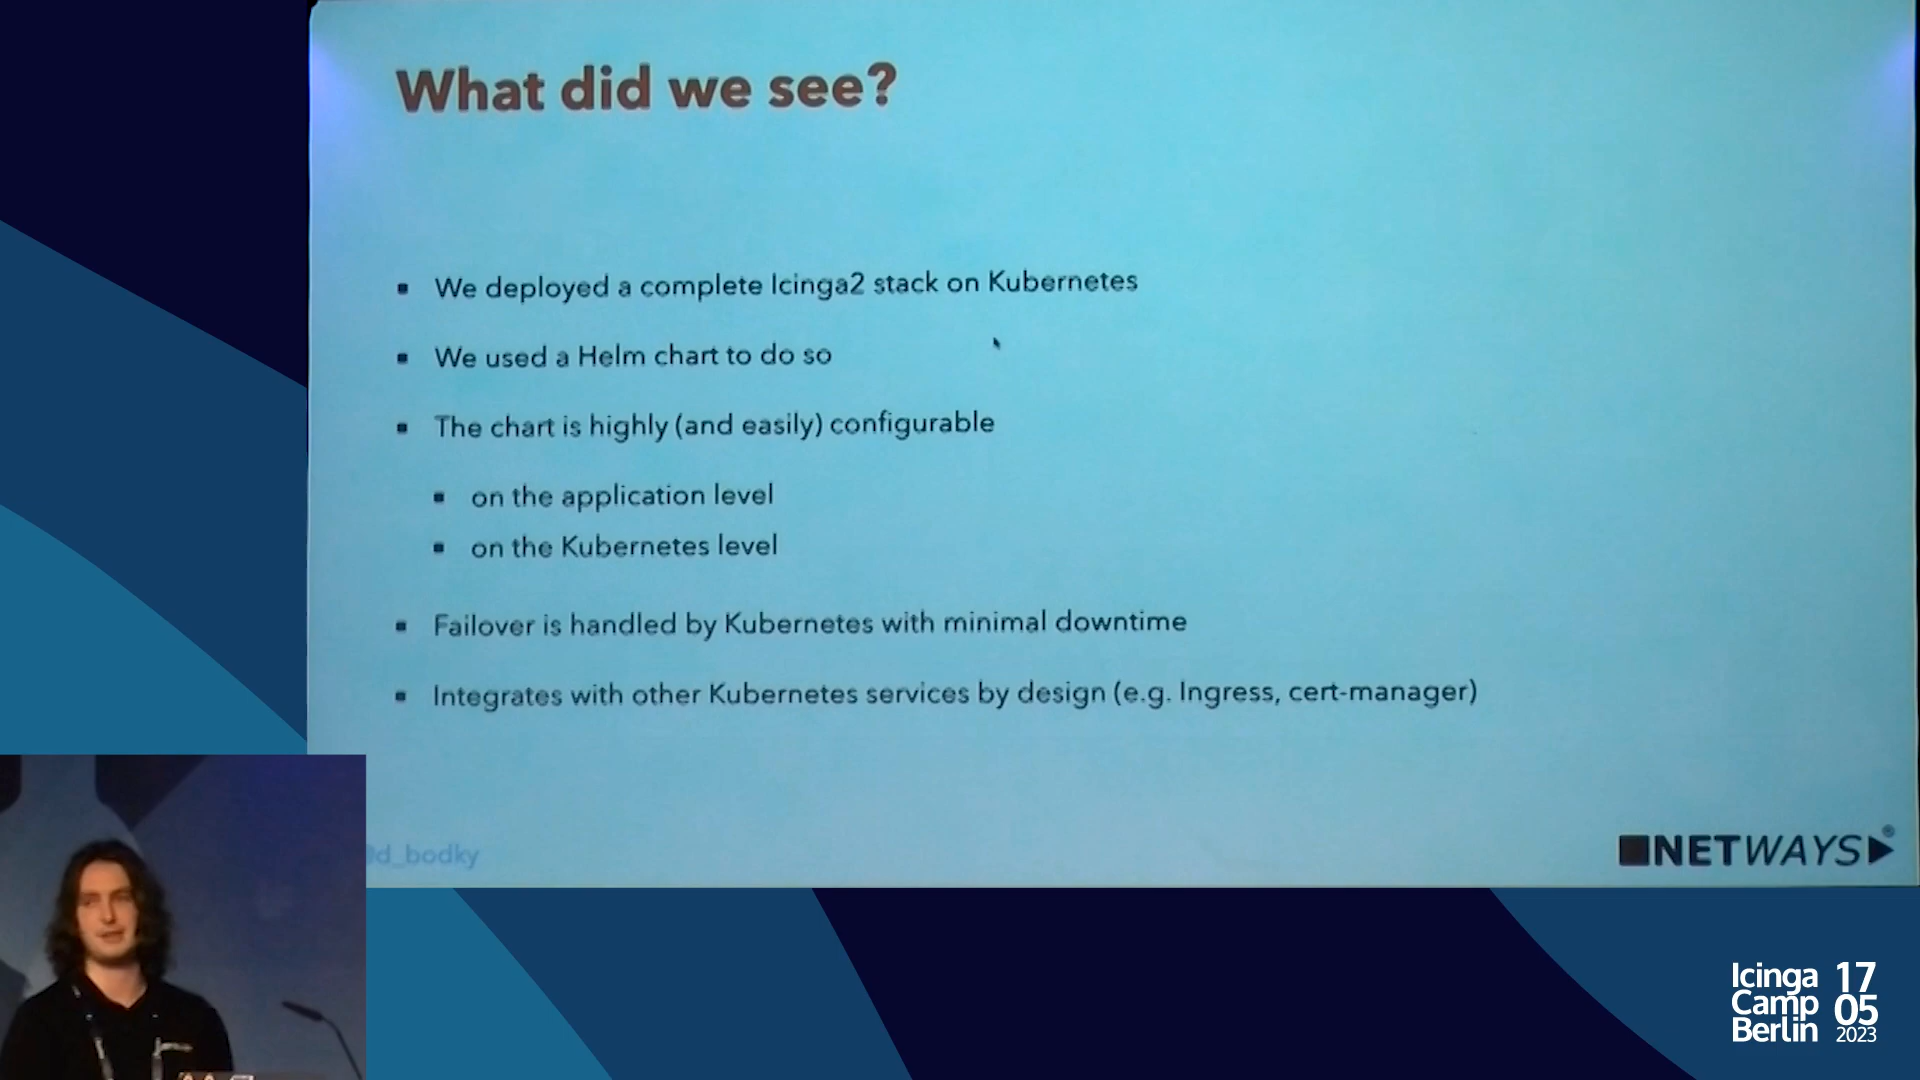 What did we see?
We deployed a complete Icinga2 stack on Kubernetes
We used a Helm chart to do so
The chart is highly (and easily) configurable
on the application level
on the Kubernetes level
Failover is handled by Kubernetes with minimal downtime
Integrates with other Kubernetes services by design (e.g. Ingress, cert-manager)
@d_bodky
NETWAYS®
Icinga
Camp
Berlin
17
05
2023